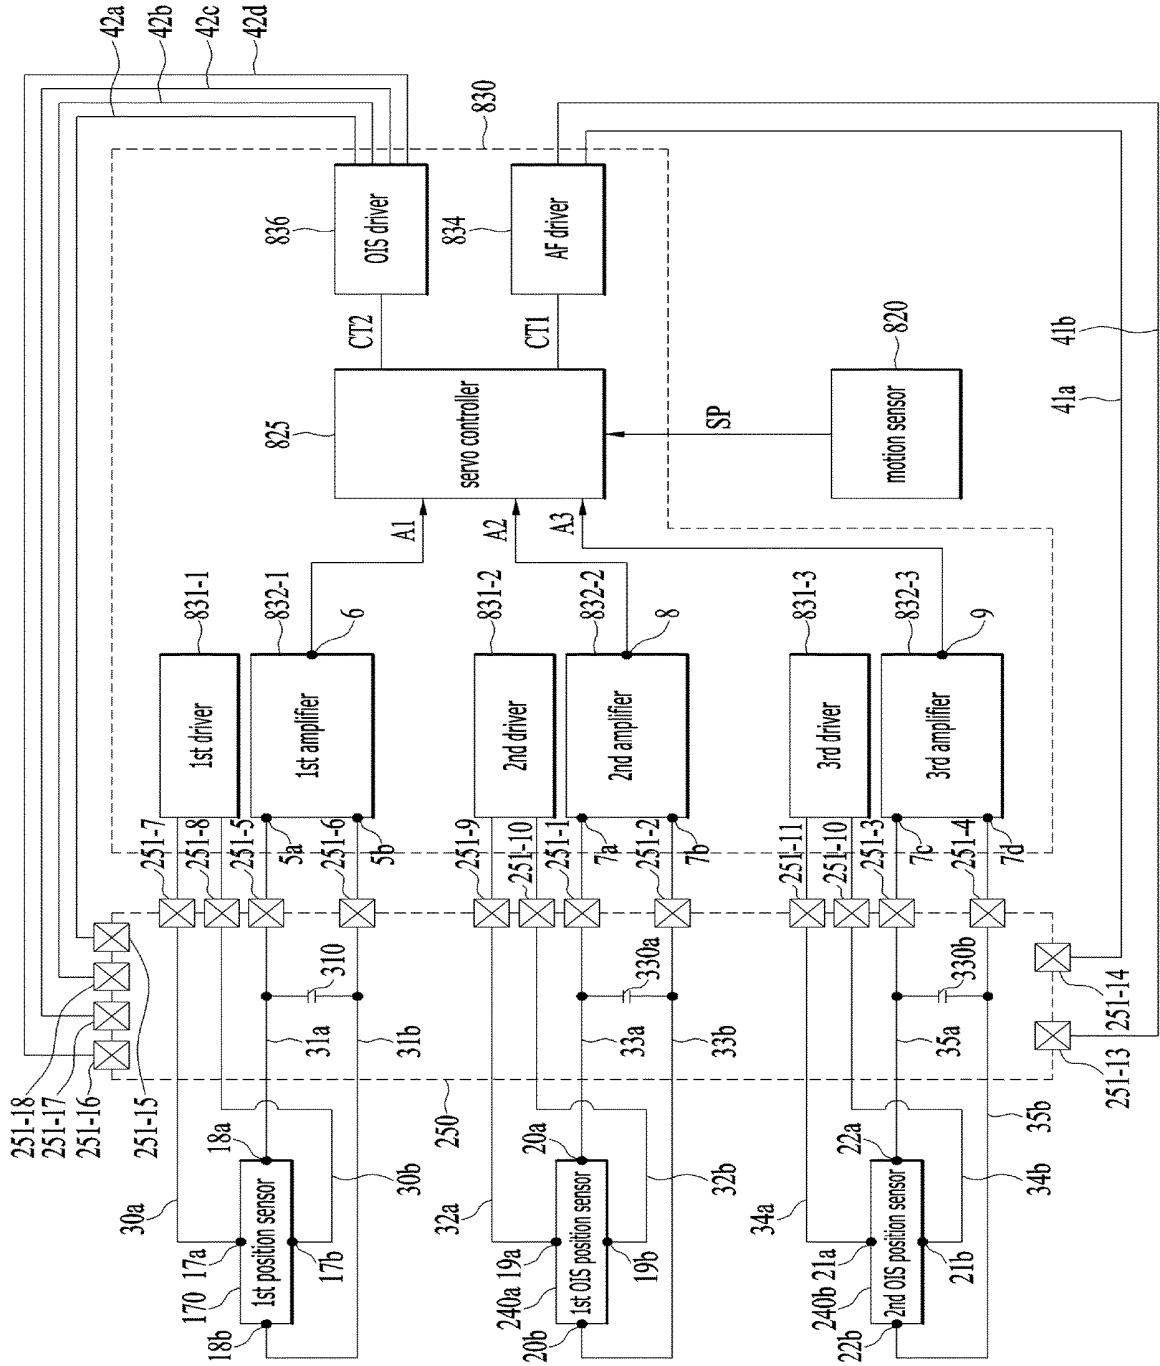 42a
42b
42c
42d
830
836
OIS driver
834
AF driver
CT2
CT1
825
servo controller
SP
820
motion sensor
41b
41a
A1
A2
A3
831-1
1st driver
832-1
1st amplifier
6
831-2
2nd driver
832-2
2nd amplifier
8
831-3
3rd driver
832-3
3rd amplifier
9
251-7
251-8
251-5
5a
251-6
5b
251-9
251-10
251-1
7a
251-2
7b
251-11
251-10
251-3
7c
251-4
7d
310
330a
330b
31a
31b
33a
33b
35a
35b
251-18
251-17
251-16
251-15
250
251-14
251-13
30a
18a
30b
170
17a
1st position sensor
17b
18b
32a
20a
32b
240a
19a
1st OIS position sensor
19b
20b
34a
22a
34b
240b
21a
2nd OIS position sensor
21b
22b